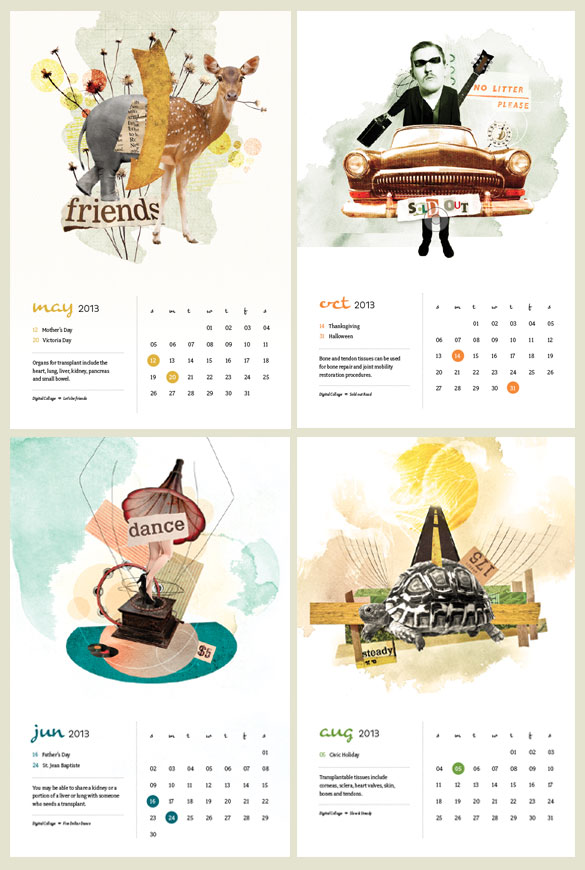 friends
may 2013
12 Mother's Day
20 Victoria Day
Organs for transplant include the
heart, lung, liver, kidney, pancreas
and small bowel.
Digital Collage Let's be friends
s m t w t f s
01 02 03 04
05 06 07 08 09 10 11
12 13 14 15 16 17 18
19 20 21 22 23 24 25
26 27 28 29 30 31
NO LITTER
PLEASE
SOLD OUT
oct 2013
14 Thanksgiving
31 Halloween
Bone and tendon tissues can be used
for bone repair and joint mobility
restoration procedures.
Digital Collage Sold out
s m t w t f s
01 02 03 04 05
06 07 08 09 10 11 12
13 14 15 16 17 18 19
20 21 22 23 24 25 26
27 28 29 30 31
dance
$5
jun 2013
16 Father's Day
24 St. Jean Baptiste
You may be able to share a kidney or a
portion of a liver or lung with someone
who needs a transplant.
Digital Collage Five Dollar Dance
s m t w t f s
01
02 03 04 05 06 07 08
09 10 11 12 13 14 15
16 17 18 19 20 21 22
23 24 25 26 27 28 29
30
175
steady
aug 2013
05 Civic Holiday
Transplantable tissues include
corneas, sclera, heart valves, skin,
bones and tendons.
Digital Collage Slow & Steady
s m t w t f s
01 02 03
04 05 06 07 08 09 10
11 12 13 14 15 16 17
18 19 20 21 22 23 24
25 26 27 28 29 30 31